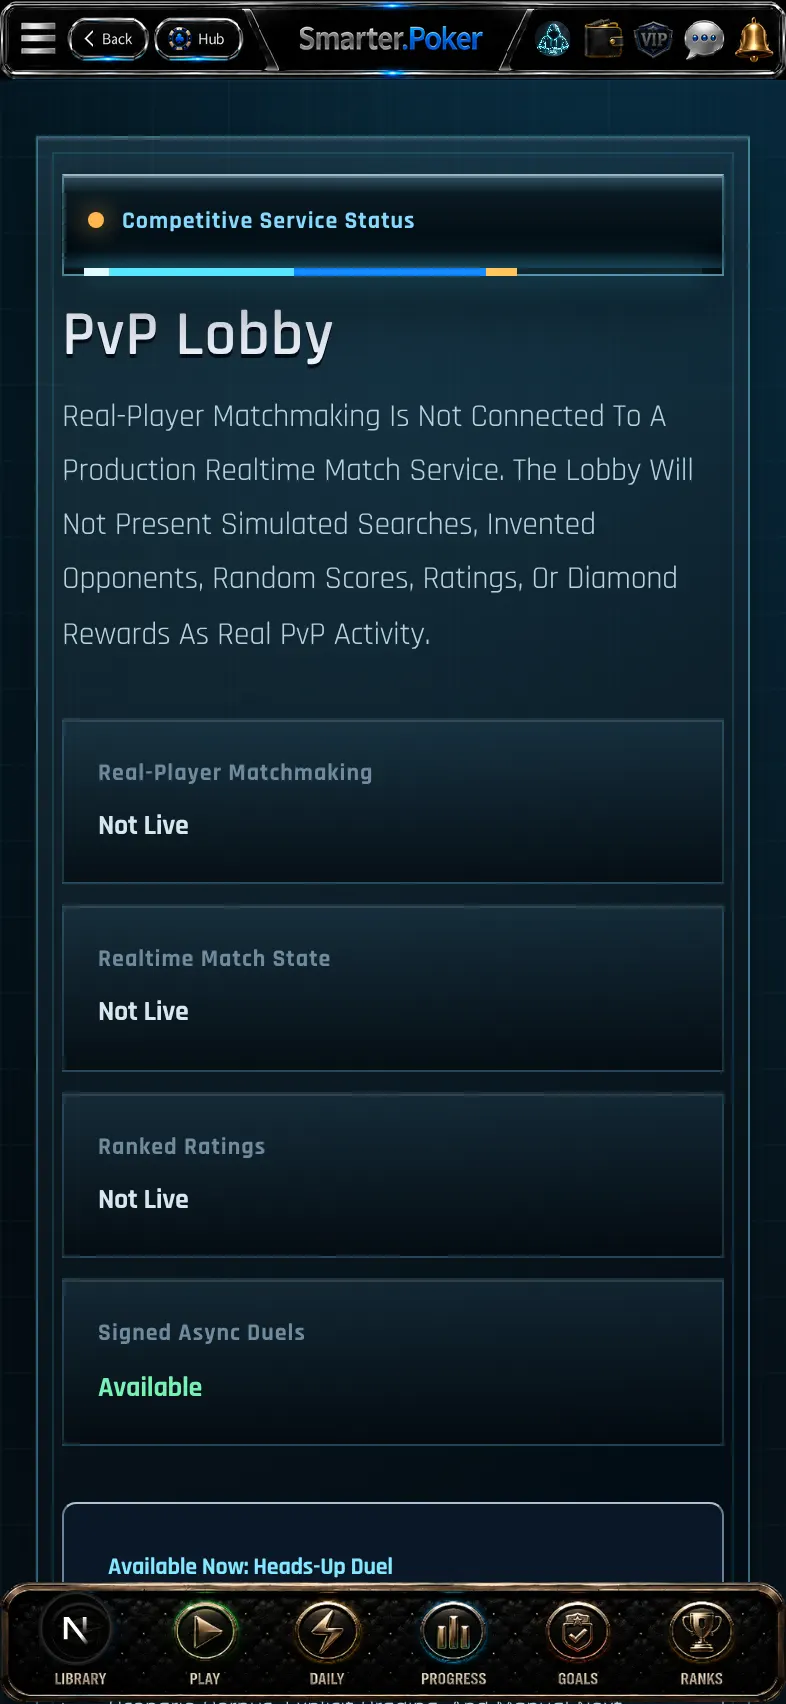 Back
Hub
Smarter.Poker
VIP
Competitive Service Status
PvP Lobby
Real-Player Matchmaking Is Not Connected To A
Production Realtime Match Service. The Lobby Will
Not Present Simulated Searches, Invented
Opponents, Random Scores, Ratings, Or Diamond
Rewards As Real PvP Activity.
Real-Player Matchmaking
Not Live
Realtime Match State
Not Live
Ranked Ratings
Not Live
Signed Async Duels
Available
Available Now: Heads-Up Duel
N
LIBRARY
PLAY
DAILY
PROGRESS
GOALS
RANKS